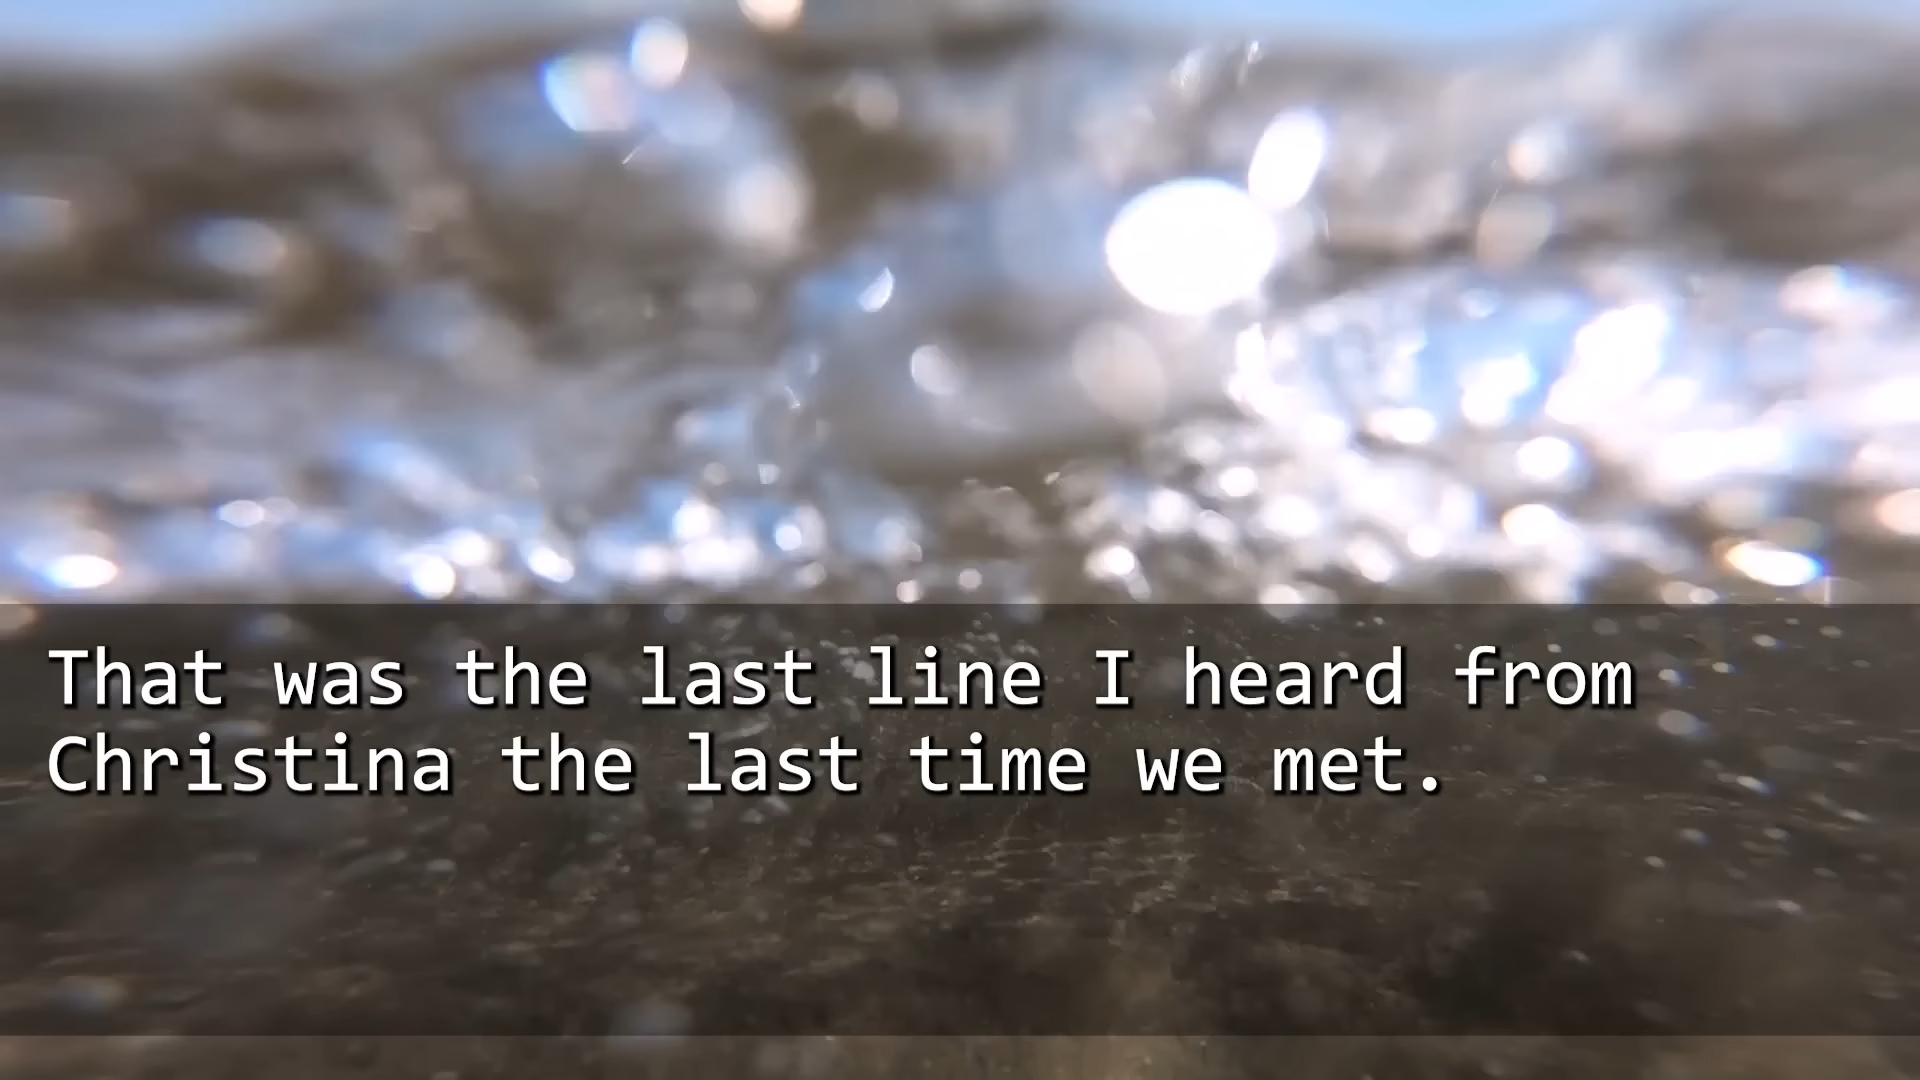 That was the last line I heard from
Christina the last time we met.